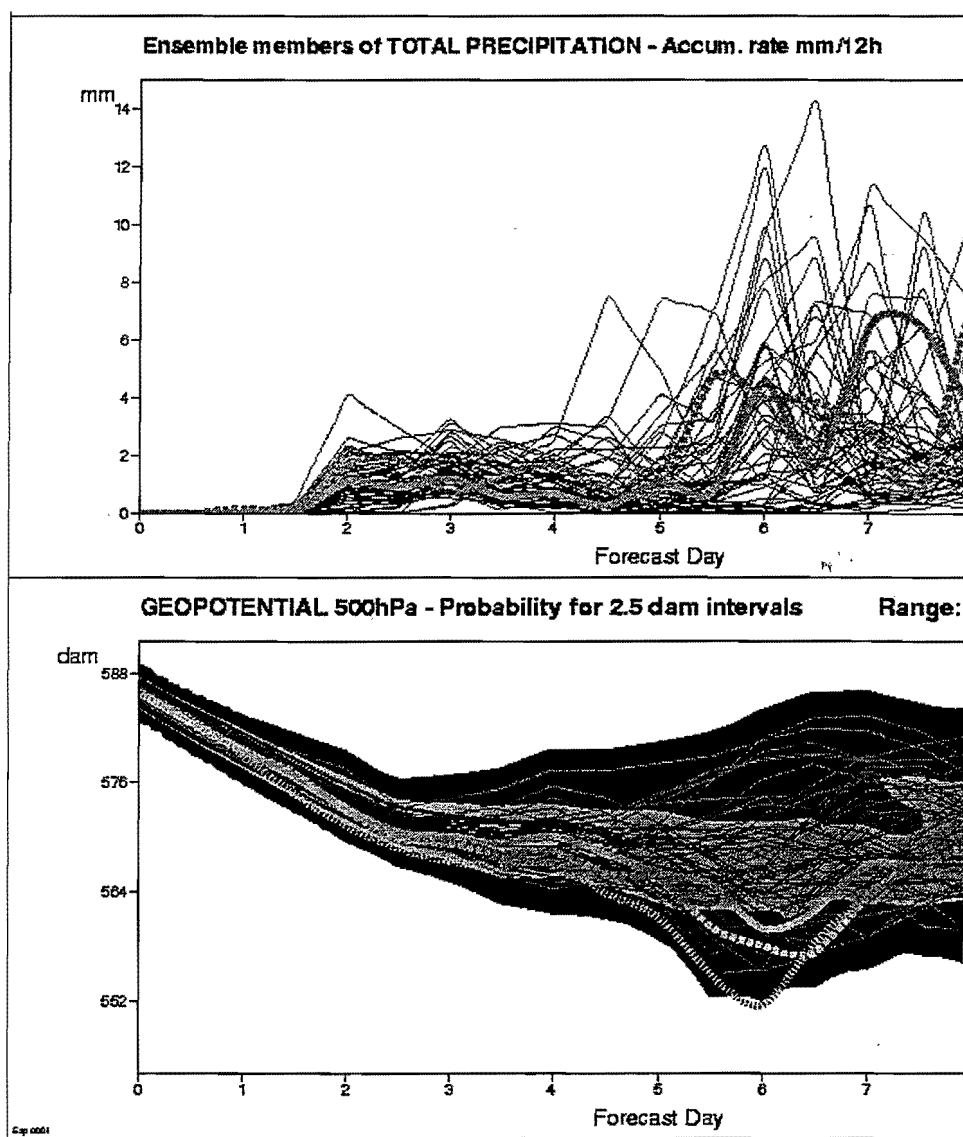 Ensemble members of TOTAL PRECIPITATION - Accum. rate mm/12h
mm
14
12
10
8
6
4
2
0
0 1 2 3 4 5 6 7
Forecast Day
GEOPOTENTIAL 500hPa - Probability for 2.5 dam intervals Range:
dam
588
576
564
552
0 1 2 3 4 5 6 7
Forecast Day